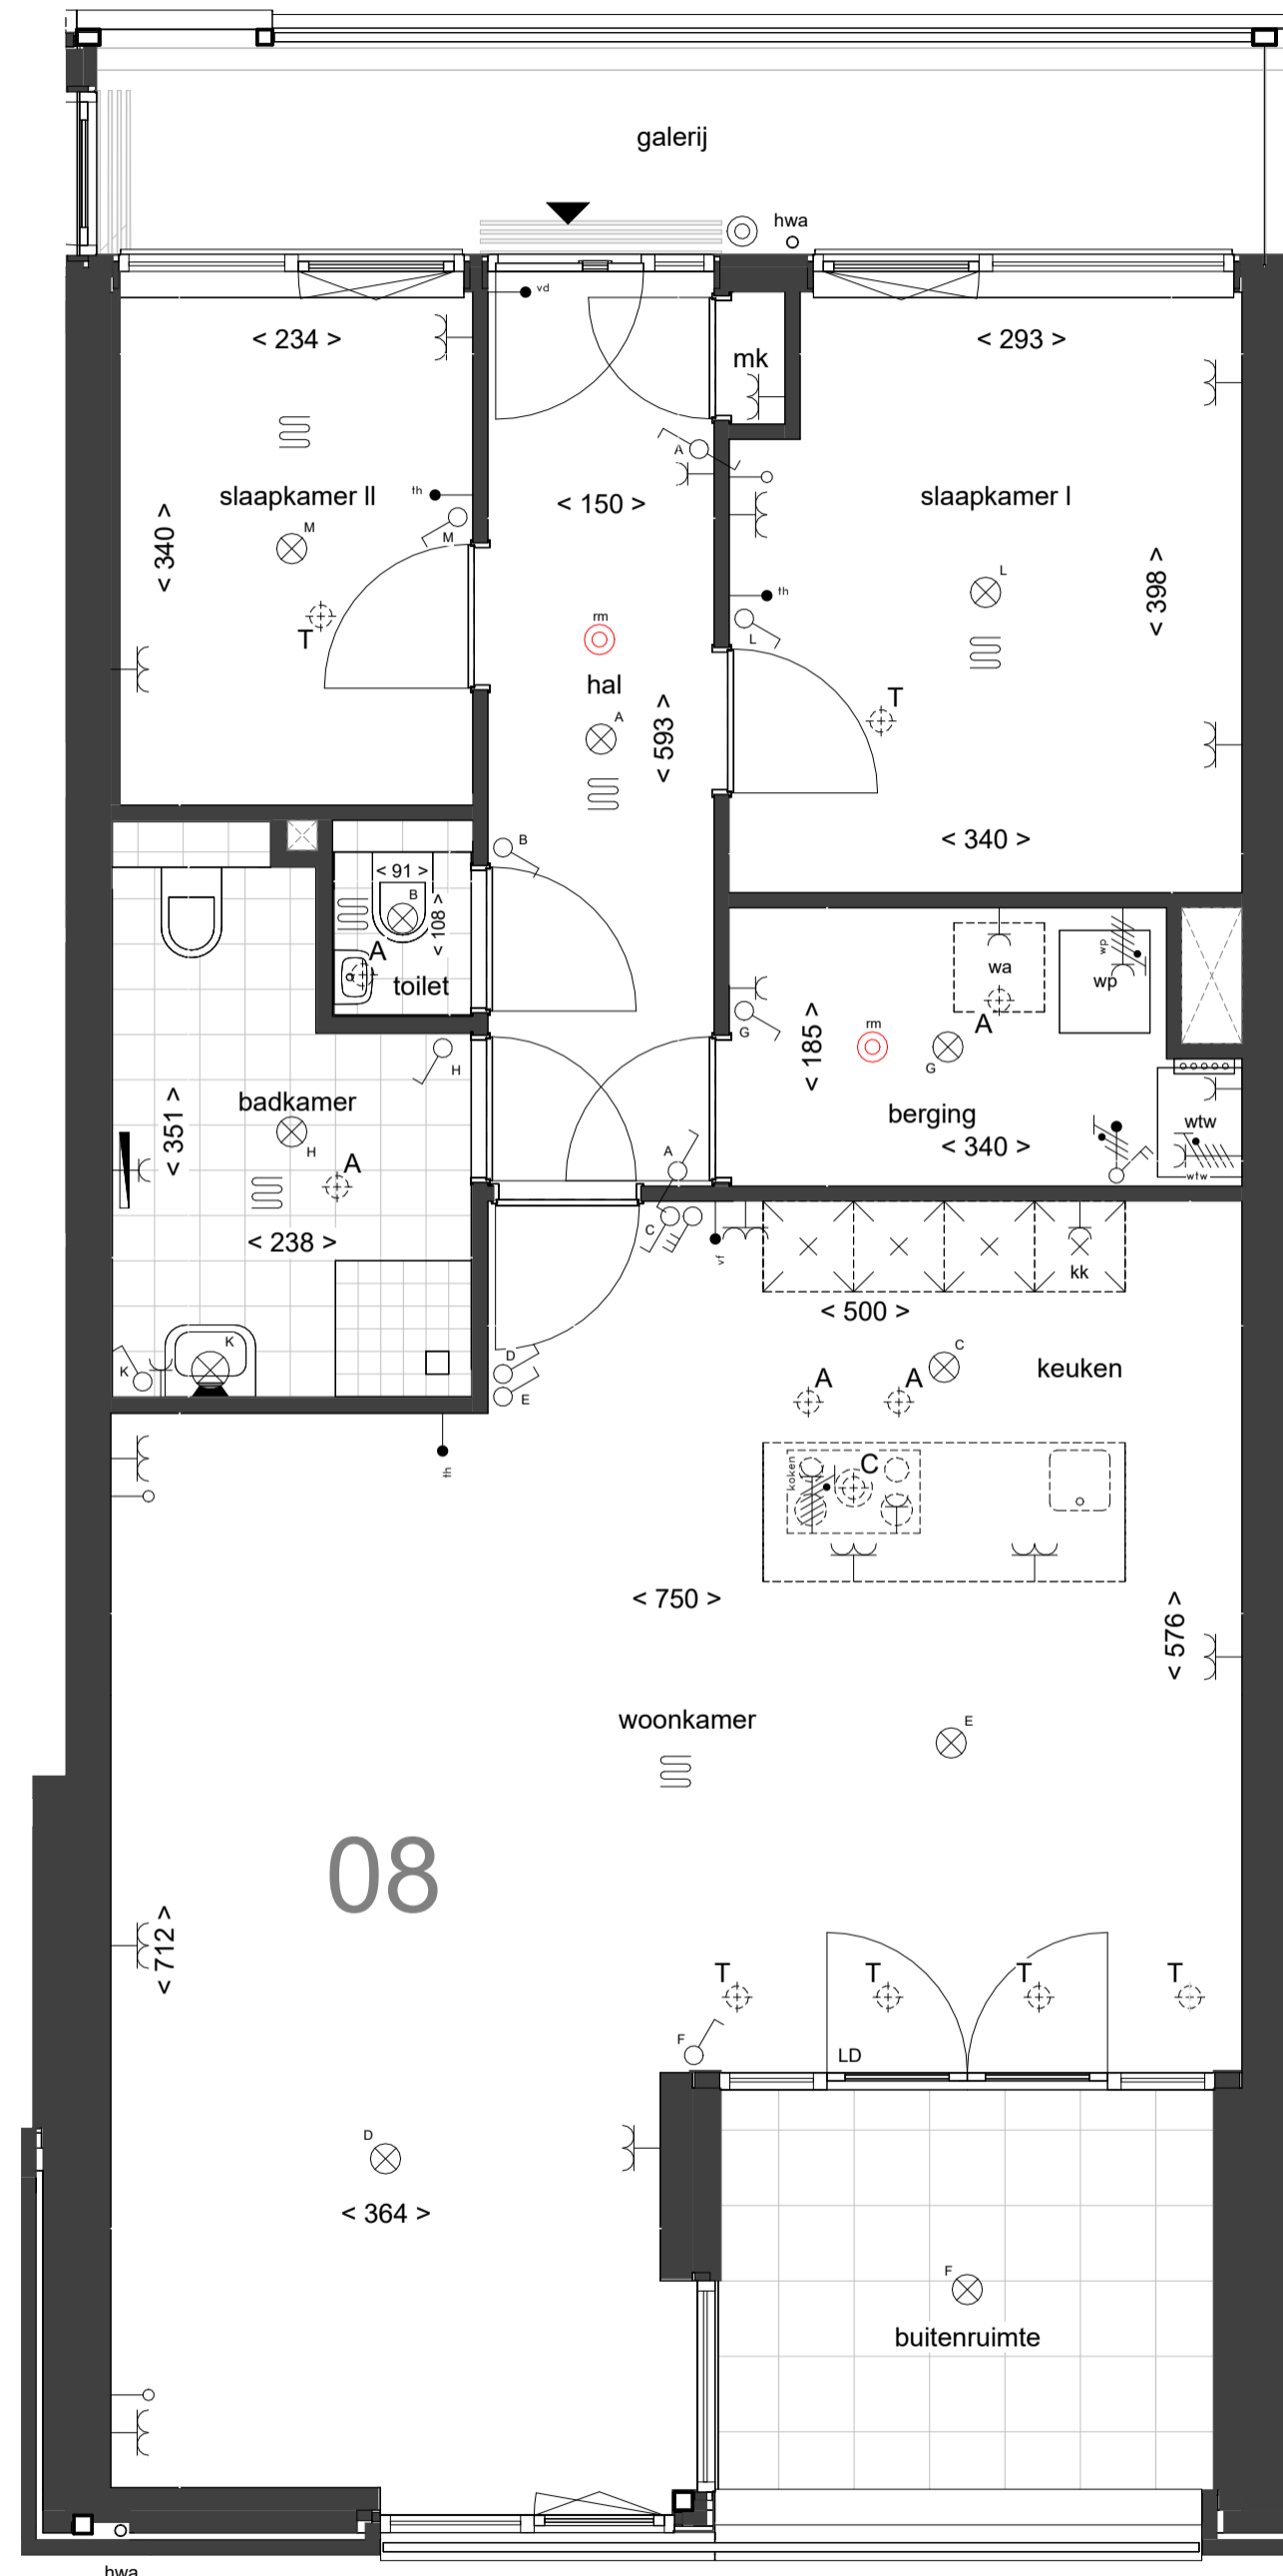 galerij
hwa
vd
< 234 >
< 293 >
mk
A
< 150 >
slaapkamer II
th
M
M
slaapkamer I
< 340 >
< 398 >
th
L
L
rm
T
hal
A
< 593 >
T
B
< 340 >
< 91 >
B
< 108 >
A
toilet
wa
wp
wp
A
G
rm
G
< 185 >
H
badkamer
H
A
< 351 >
berging
< 340 >
wtw
wtw
A
< 238 >
C
vf
kk
< 500 >
K
K
D
E
C
keuken
A
A
th
koken
C
< 750 >
< 576 >
woonkamer
E
08
< 712 >
T
T
T
T
F
LD
D
< 364 >
F
buitenruimte
hwa